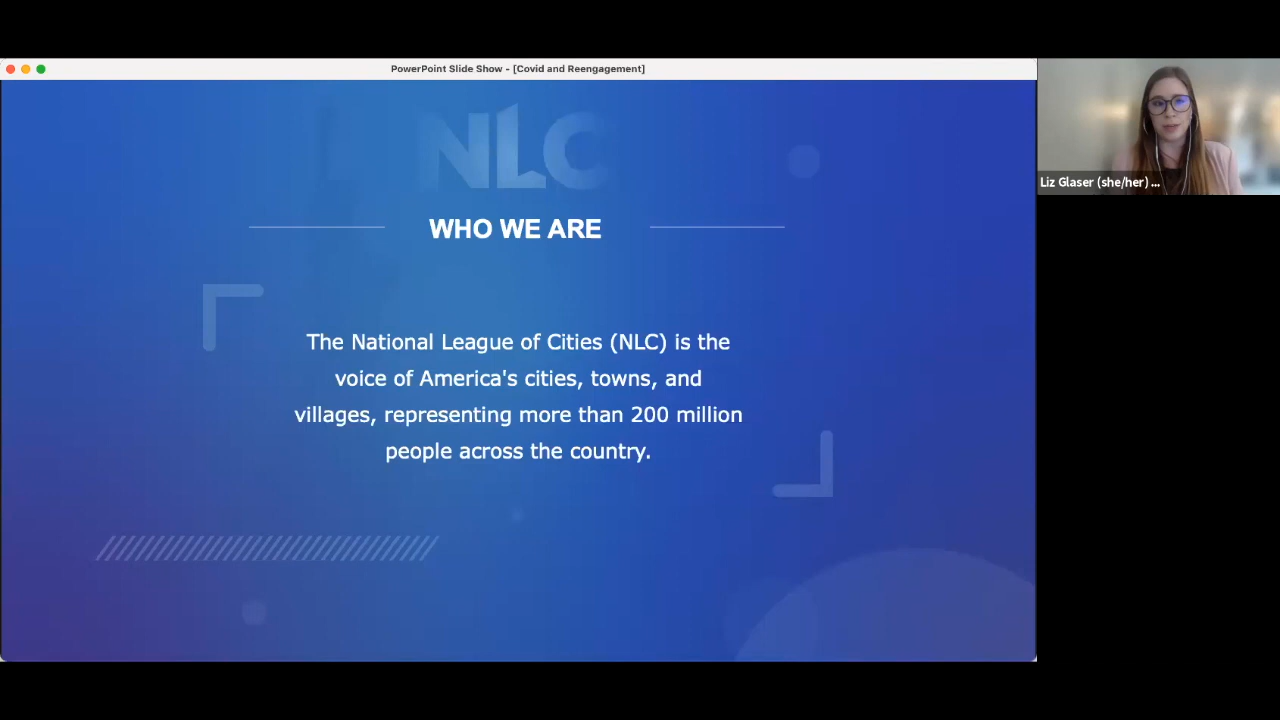 PowerPoint Slide Show - [Covid and Reengagement]
NLC
WHO WE ARE
The National League of Cities (NLC) is the
voice of America's cities, towns, and
villages, representing more than 200 million
people across the country.
Liz Glaser (she/her) ...